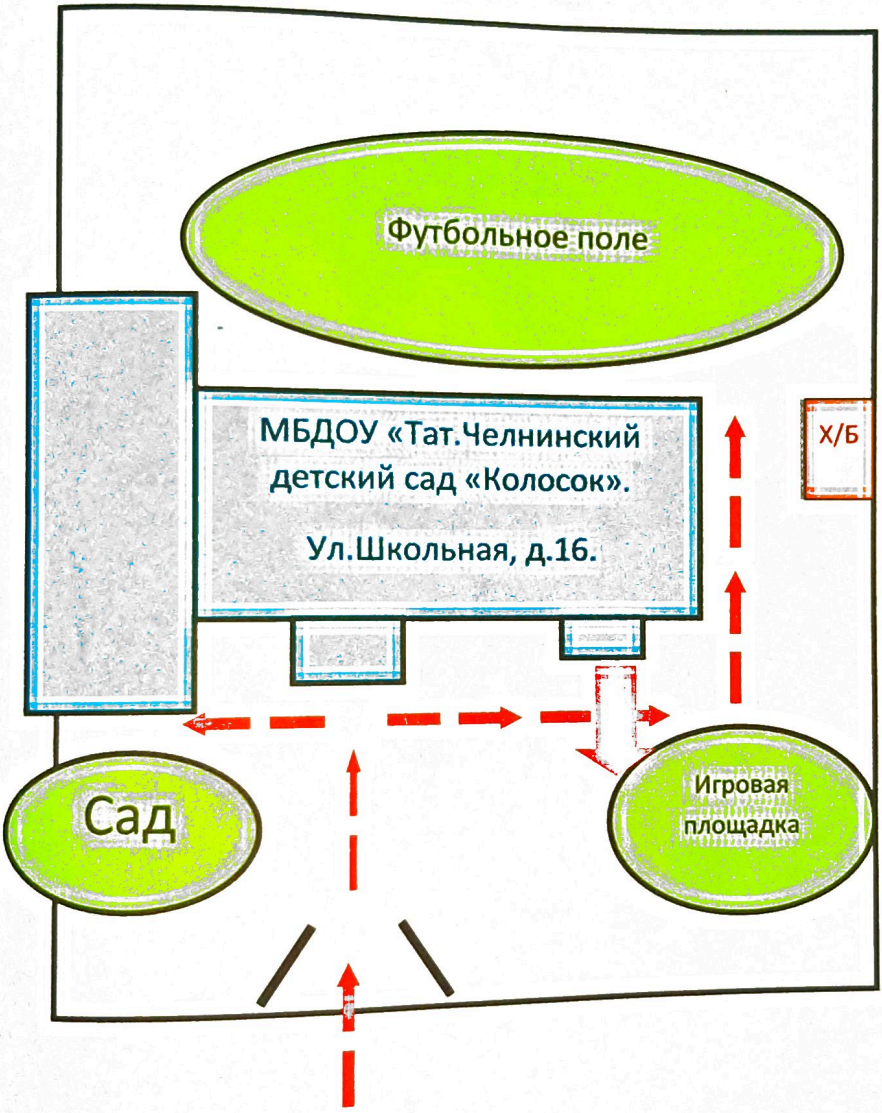 Футбольное поле
МБДОУ «Тат.Челнинский
детский сад «Колосок».
Ул.Школьная, д.16.
Х/Б
Сад
Игровая
площадка